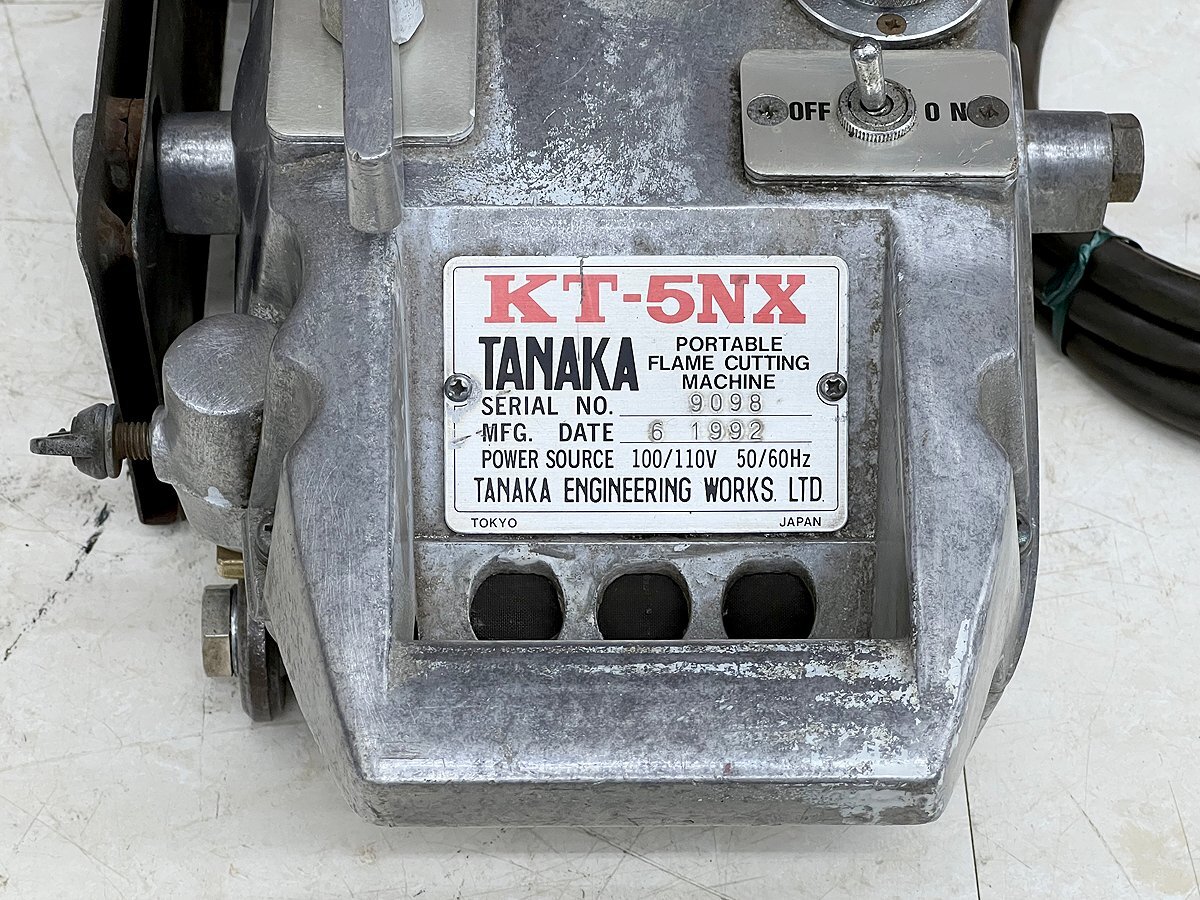 OFF ON
KT-5NX
TANAKA PORTABLE
FLAME CUTTING
MACHINE
SERIAL NO. 9098
MFG. DATE 6 1992
POWER SOURCE 100/110V 50/60Hz
TANAKA ENGINEERING WORKS. LTD.
TOKYO JAPAN